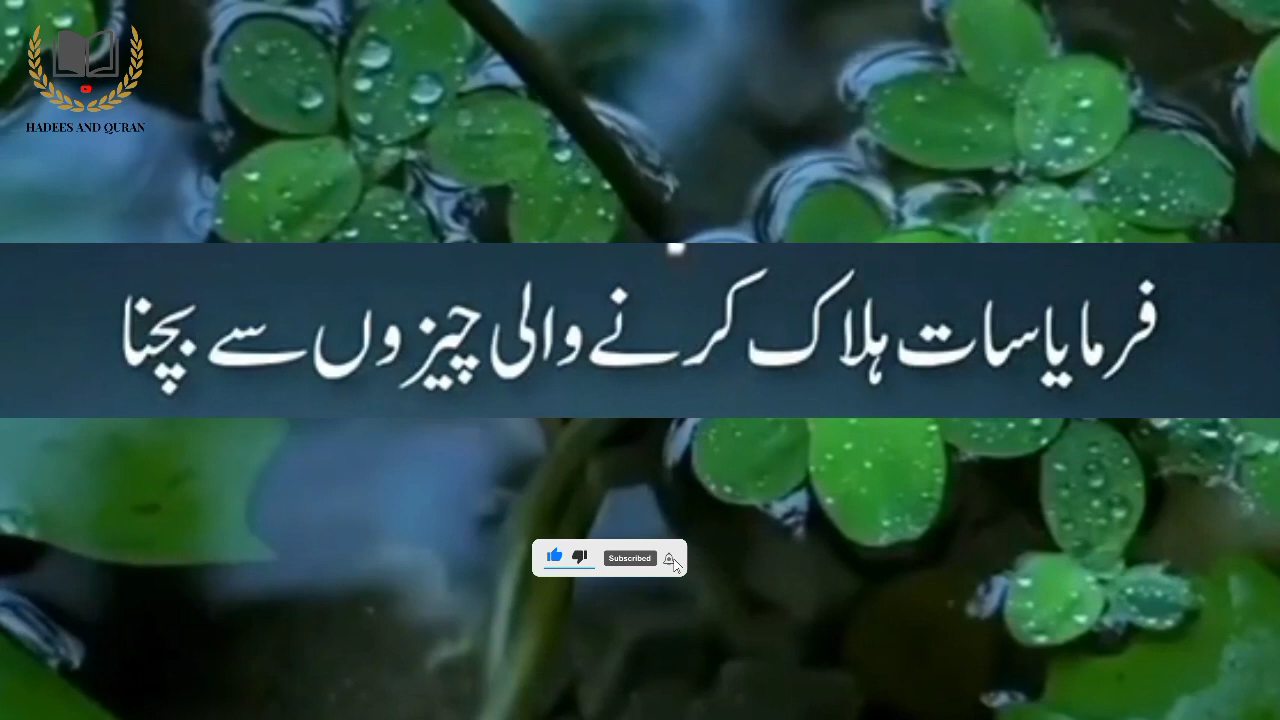 HADEES AND QURAN
فرمایا سات ہلاک کرنے والی چیزوں سے بچنا
Subscribed